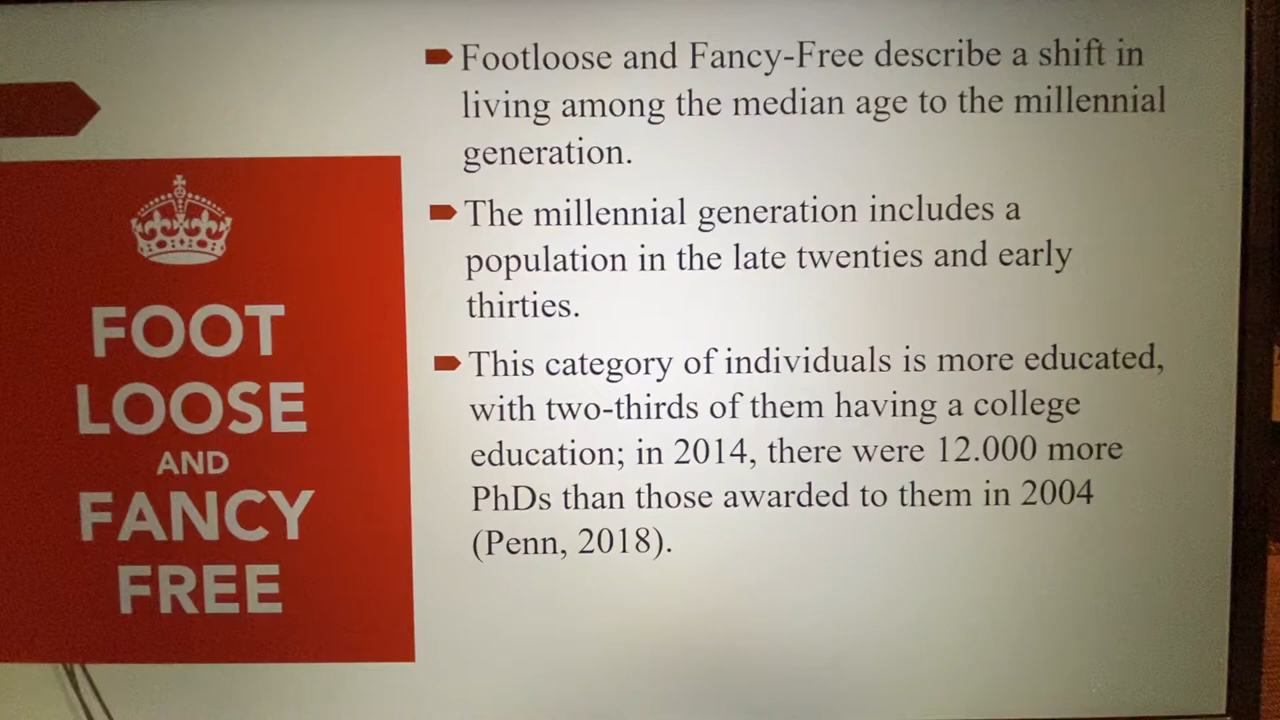 FOOT
LOOSE
AND
FANCY
FREE
Footloose and Fancy-Free describe a shift in
living among the median age to the millennial
generation.
The millennial generation includes a
population in the late twenties and early
thirties.
This category of individuals is more educated,
with two-thirds of them having a college
education; in 2014, there were 12.000 more
PhDs than those awarded to them in 2004
(Penn, 2018).